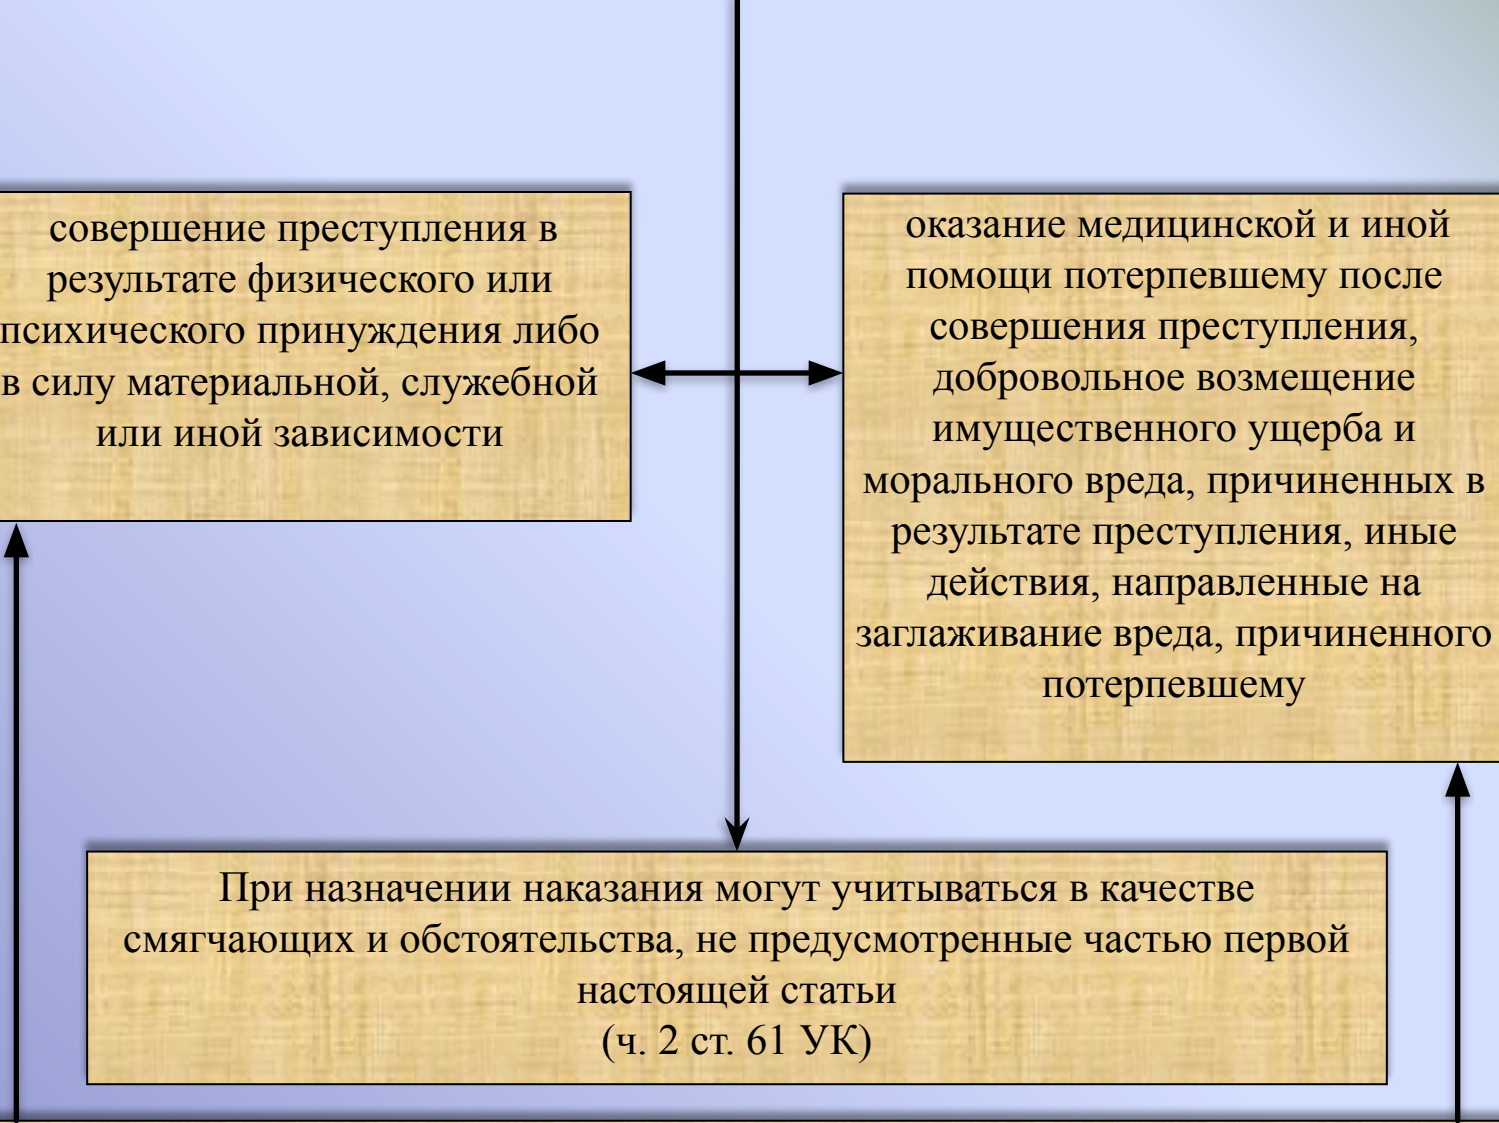 совершение преступления в
результате физического или
психического принуждения либо
в силу материальной, служебной
или иной зависимости
оказание медицинской и иной
помощи потерпевшему после
совершения преступления,
добровольное возмещение
имущественного ущерба и
морального вреда, причиненных в
результате преступления, иные
действия, направленные на
заглаживание вреда, причиненного
потерпевшему
При назначении наказания могут учитываться в качестве
смягчающих и обстоятельства, не предусмотренные частью первой
настоящей статьи
(ч. 2 ст. 61 УК)